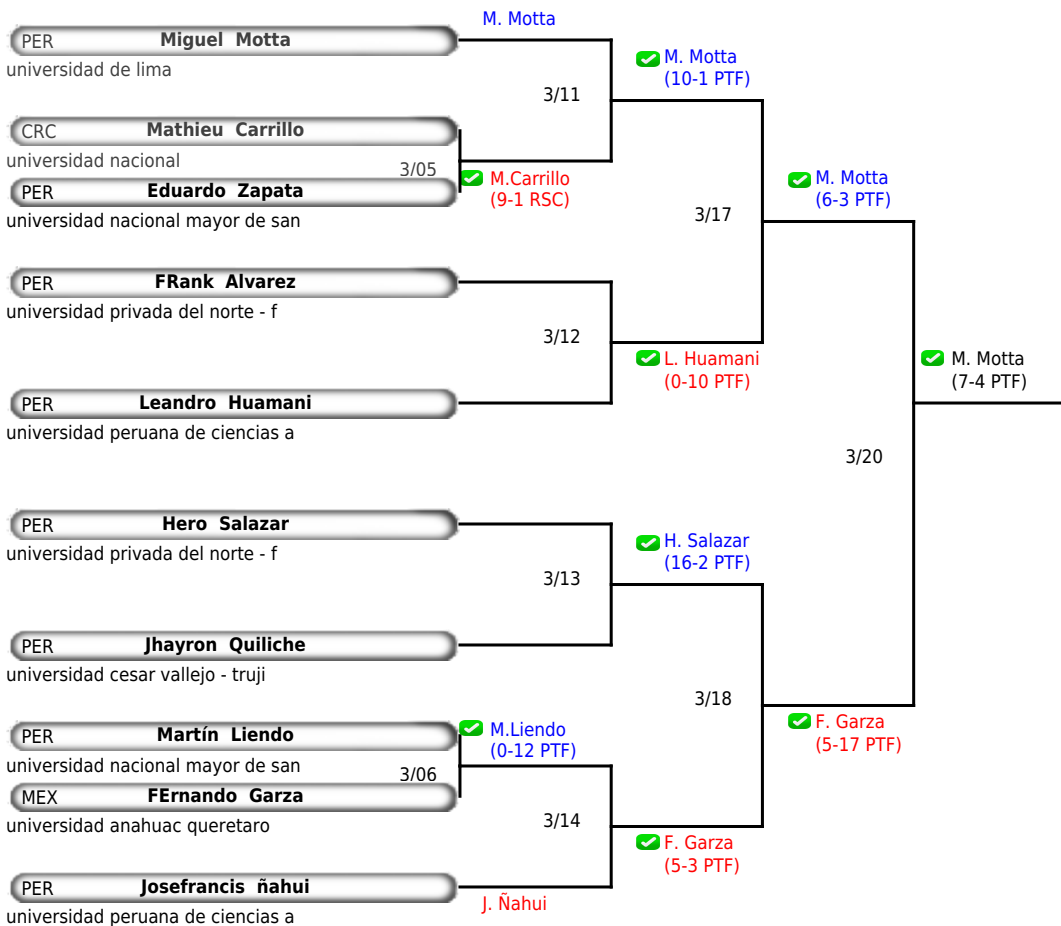 M. Motta
PER Miguel Motta
universidad de lima
M. Motta
(10-1 PTF)
3/11
CRC Mathieu Carrillo
universidad nacional
3/05
M.Carrillo
(9-1 RSC)
PER Eduardo Zapata
universidad nacional mayor de san
M. Motta
(6-3 PTF)
3/17
PER FRank Alvarez
universidad privada del norte - f
3/12
L. Huamani
(0-10 PTF)
M. Motta
(7-4 PTF)
PER Leandro Huamani
universidad peruana de ciencias a
3/20
PER Hero Salazar
universidad privada del norte - f
H. Salazar
(16-2 PTF)
3/13
PER Jhayron Quiliche
universidad cesar vallejo - truji
3/18
F. Garza
(5-17 PTF)
PER Martín Liendo
universidad nacional mayor de san
M.Liendo
(0-12 PTF)
3/06
MEX FErnando Garza
universidad anahuac queretaro
3/14
F. Garza
(5-3 PTF)
PER Josefrancis ñahui
universidad peruana de ciencias a
J. Ñahui